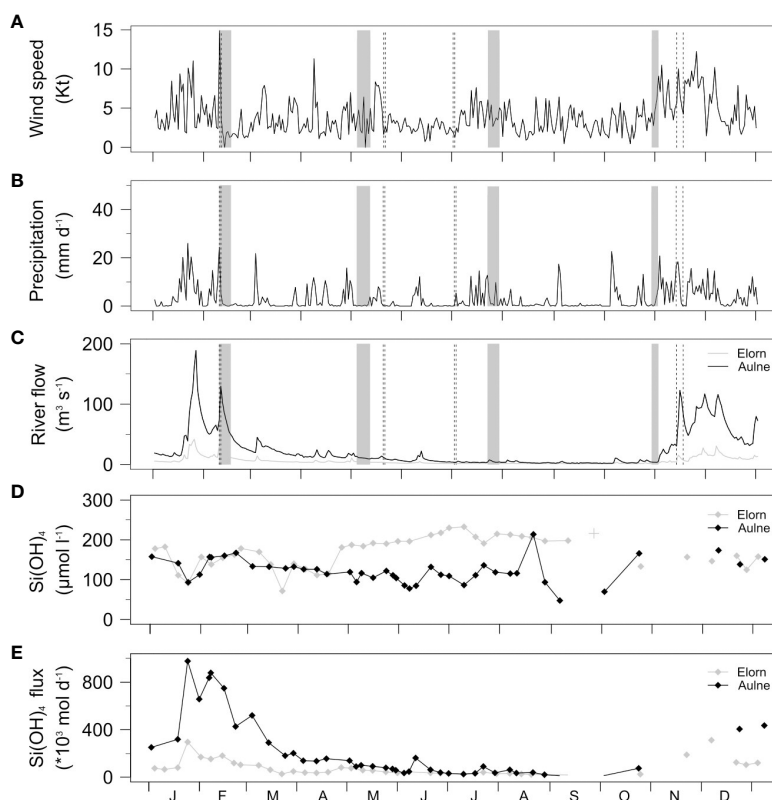 A
Wind speed
(Kt)
15
10
5
0
B
Precipitation
(mm d⁻¹)
40
20
0
C
River flow
(m³ s⁻¹)
200
100
0
Elorn
Aulne
D
Si(OH)₄
(µmol l⁻¹)
300
200
100
0
Elorn
Aulne
E
Si(OH)₄ flux
(*10³ mol d⁻¹)
800
400
0
Elorn
Aulne
J F M A M J J A S O N D